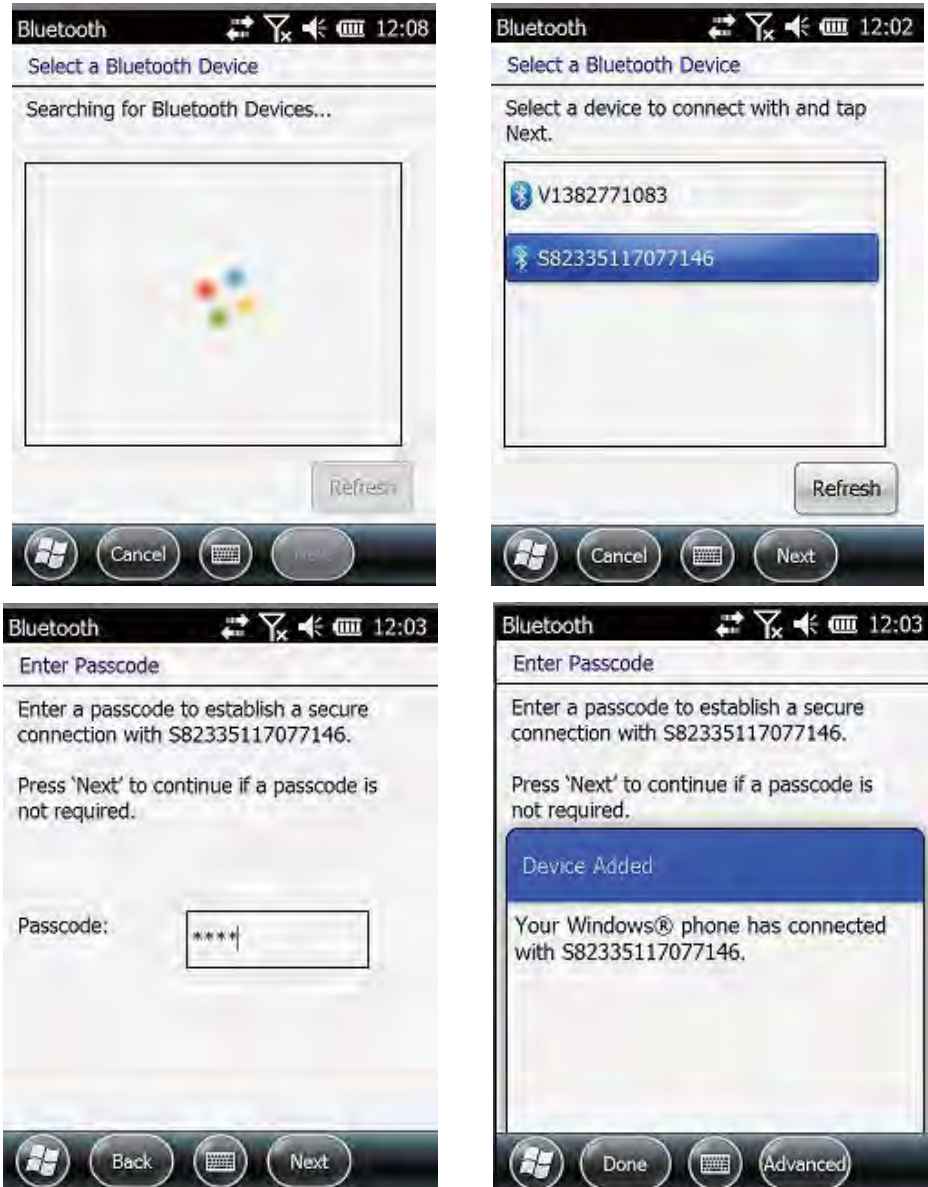 Bluetooth 12:08
Select a Bluetooth Device
Searching for Bluetooth Devices...
Refresh
Cancel
Bluetooth 12:02
Select a Bluetooth Device
Select a device to connect with and tap
Next.
V1382771083
S82335117077146
Refresh
Cancel Next
Bluetooth 12:03
Enter Passcode
Enter a passcode to establish a secure
connection with S82335117077146.
Press 'Next' to continue if a passcode is
not required.
Passcode: ****
Back Next
Bluetooth 12:03
Enter Passcode
Enter a passcode to establish a secure
connection with S82335117077146.
Press 'Next' to continue if a passcode is
not required.
Device Added
Your Windows® phone has connected
with S82335117077146.
Done Advanced